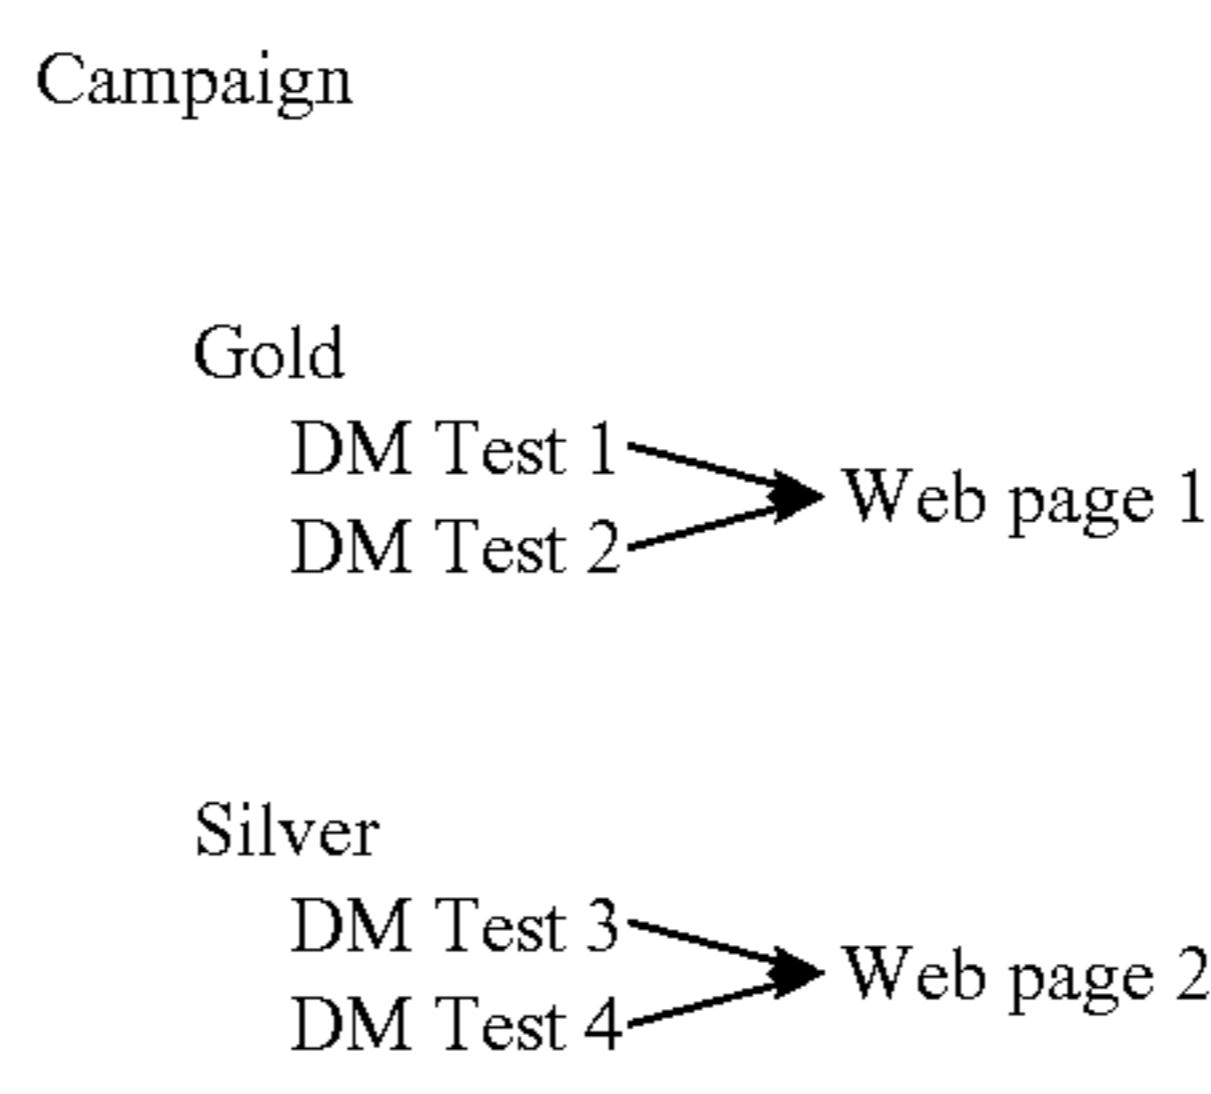 Campaign
Gold
DM Test 1
DM Test 2
Web page 1
Silver
DM Test 3
DM Test 4
Web page 2